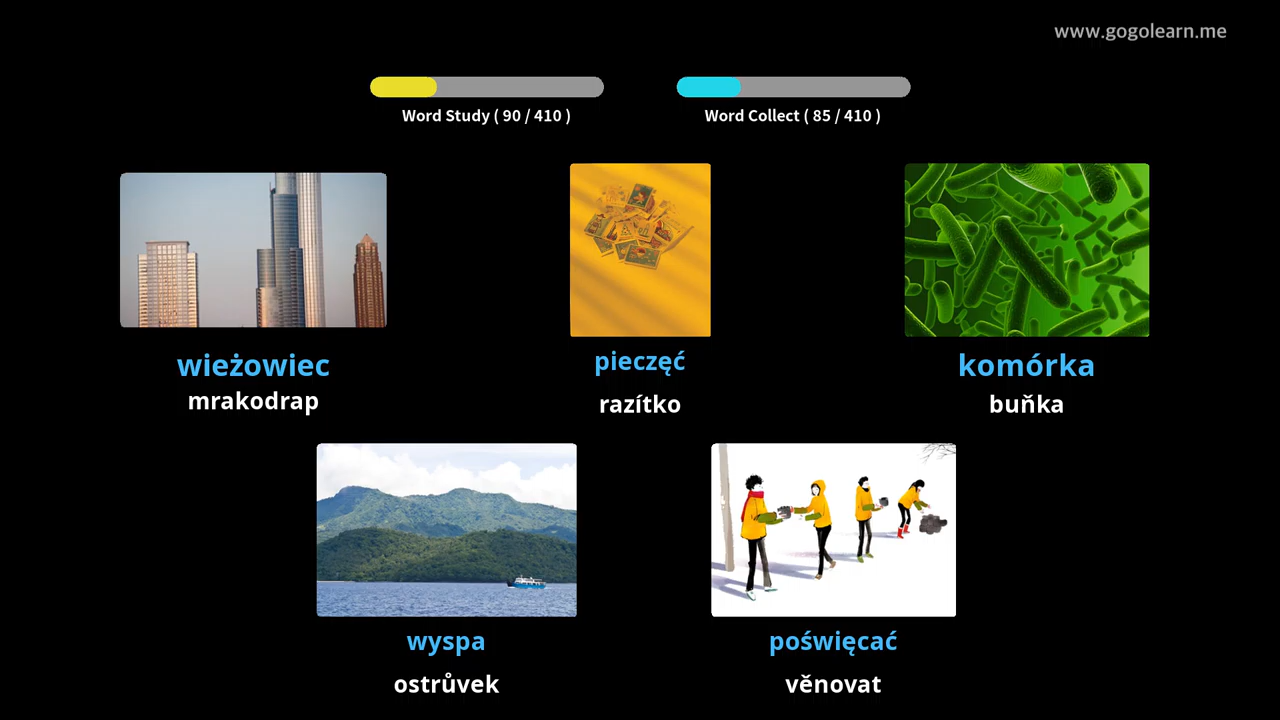 www.gogolearn.me
Word Study ( 90 / 410 )
Word Collect ( 85 / 410 )
wieżowiec
mrakodrap
pieczęć
razítko
komórka
buňka
wyspa
ostrůvek
poświęcać
věnovat